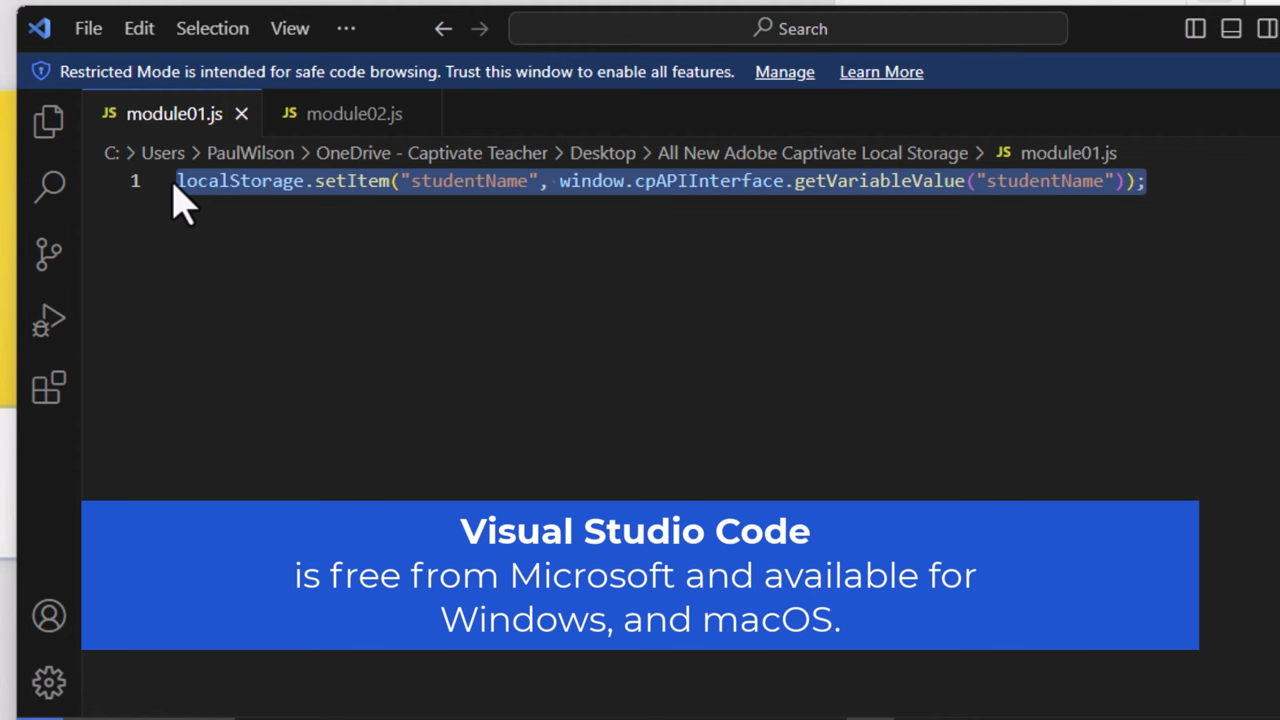 File Edit Selection View ··· Search
Restricted Mode is intended for safe code browsing. Trust this window to enable all features. Manage Learn More
JS module01.js JS module02.js
C: > Users > PaulWilson > OneDrive - Captivate Teacher > Desktop > All New Adobe Captivate Local Storage > JS module01.js
1 localStorage.setItem("studentName", window.cpAPIInterface.getVariableValue("studentName"));
Visual Studio Code
is free from Microsoft and available for
Windows, and macOS.